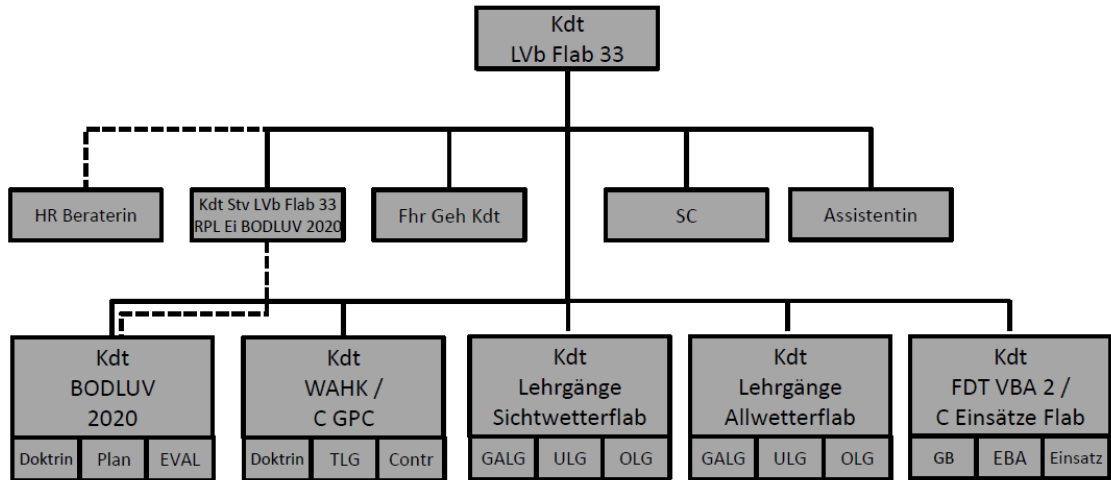 Kdt
LVb Flab 33
HR Beraterin
Kdt Stv LVb Flab 33
RPL Ei BODLUV 2020
Fhr Geh Kdt
SC
Assistentin
Kdt
BODLUV
2020
Doktrin
Plan
EVAL
Kdt
WAHK /
C GPC
Doktrin
TLG
Contr
Kdt
Lehrgänge
Sichtwetterflab
GALG
ULG
OLG
Kdt
Lehrgänge
Allwetterflab
GALG
ULG
OLG
Kdt
FDT VBA 2 /
C Einsätze Flab
GB
EBA
Einsatz